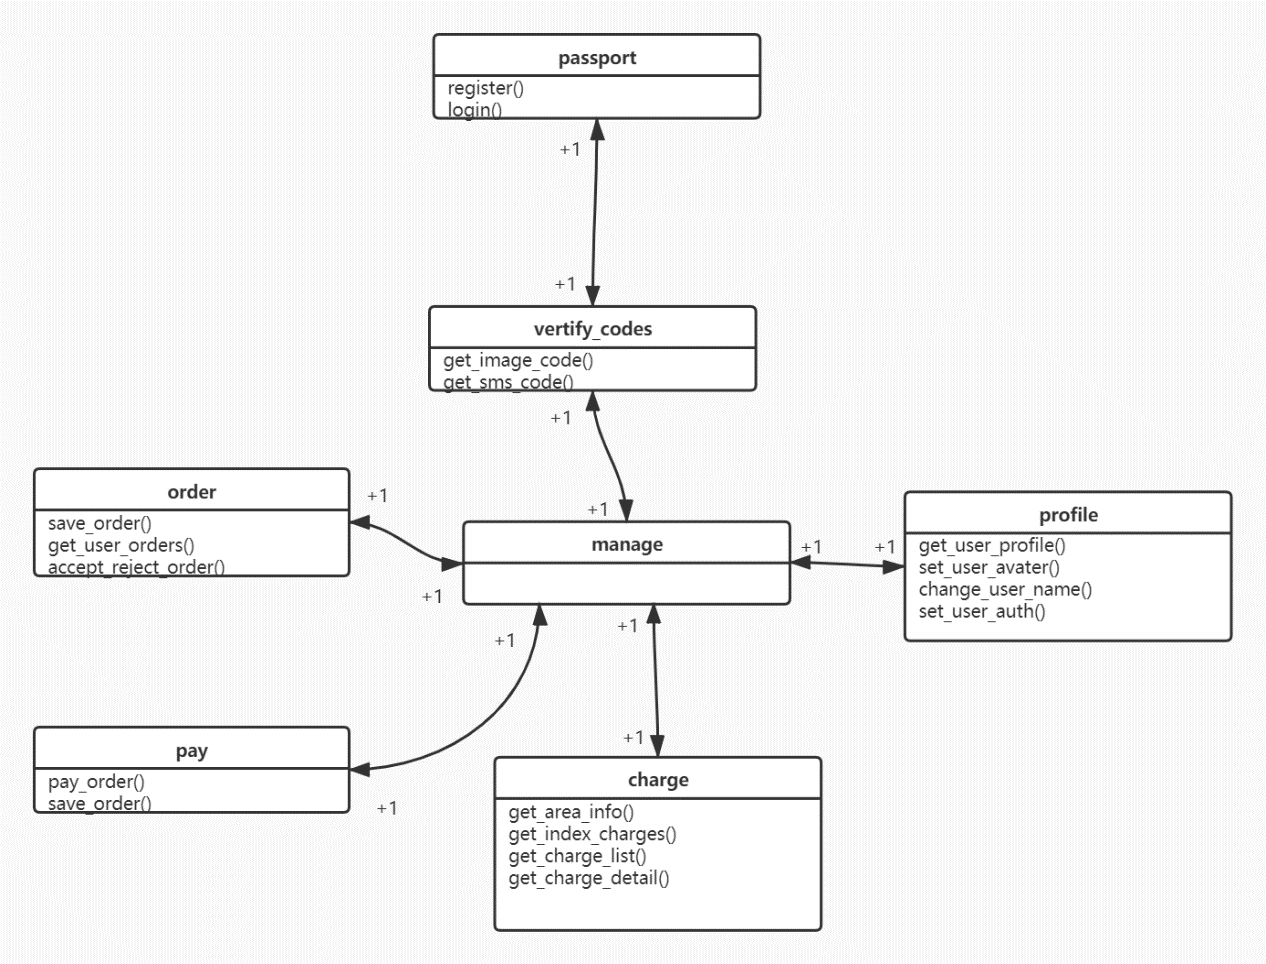 passport
register()
login()
+1
+1
vertify_codes
get_image_code()
get_sms_code()
+1
+1
order
save_order()
get_user_orders()
accept_reject_order()
+1
+1
manage
+1
+1
profile
get_user_profile()
set_user_avater()
change_user_name()
set_user_auth()
+1
+1
+1
+1
pay
pay_order()
save_order()
charge
get_area_info()
get_index_charges()
get_charge_list()
get_charge_detail()